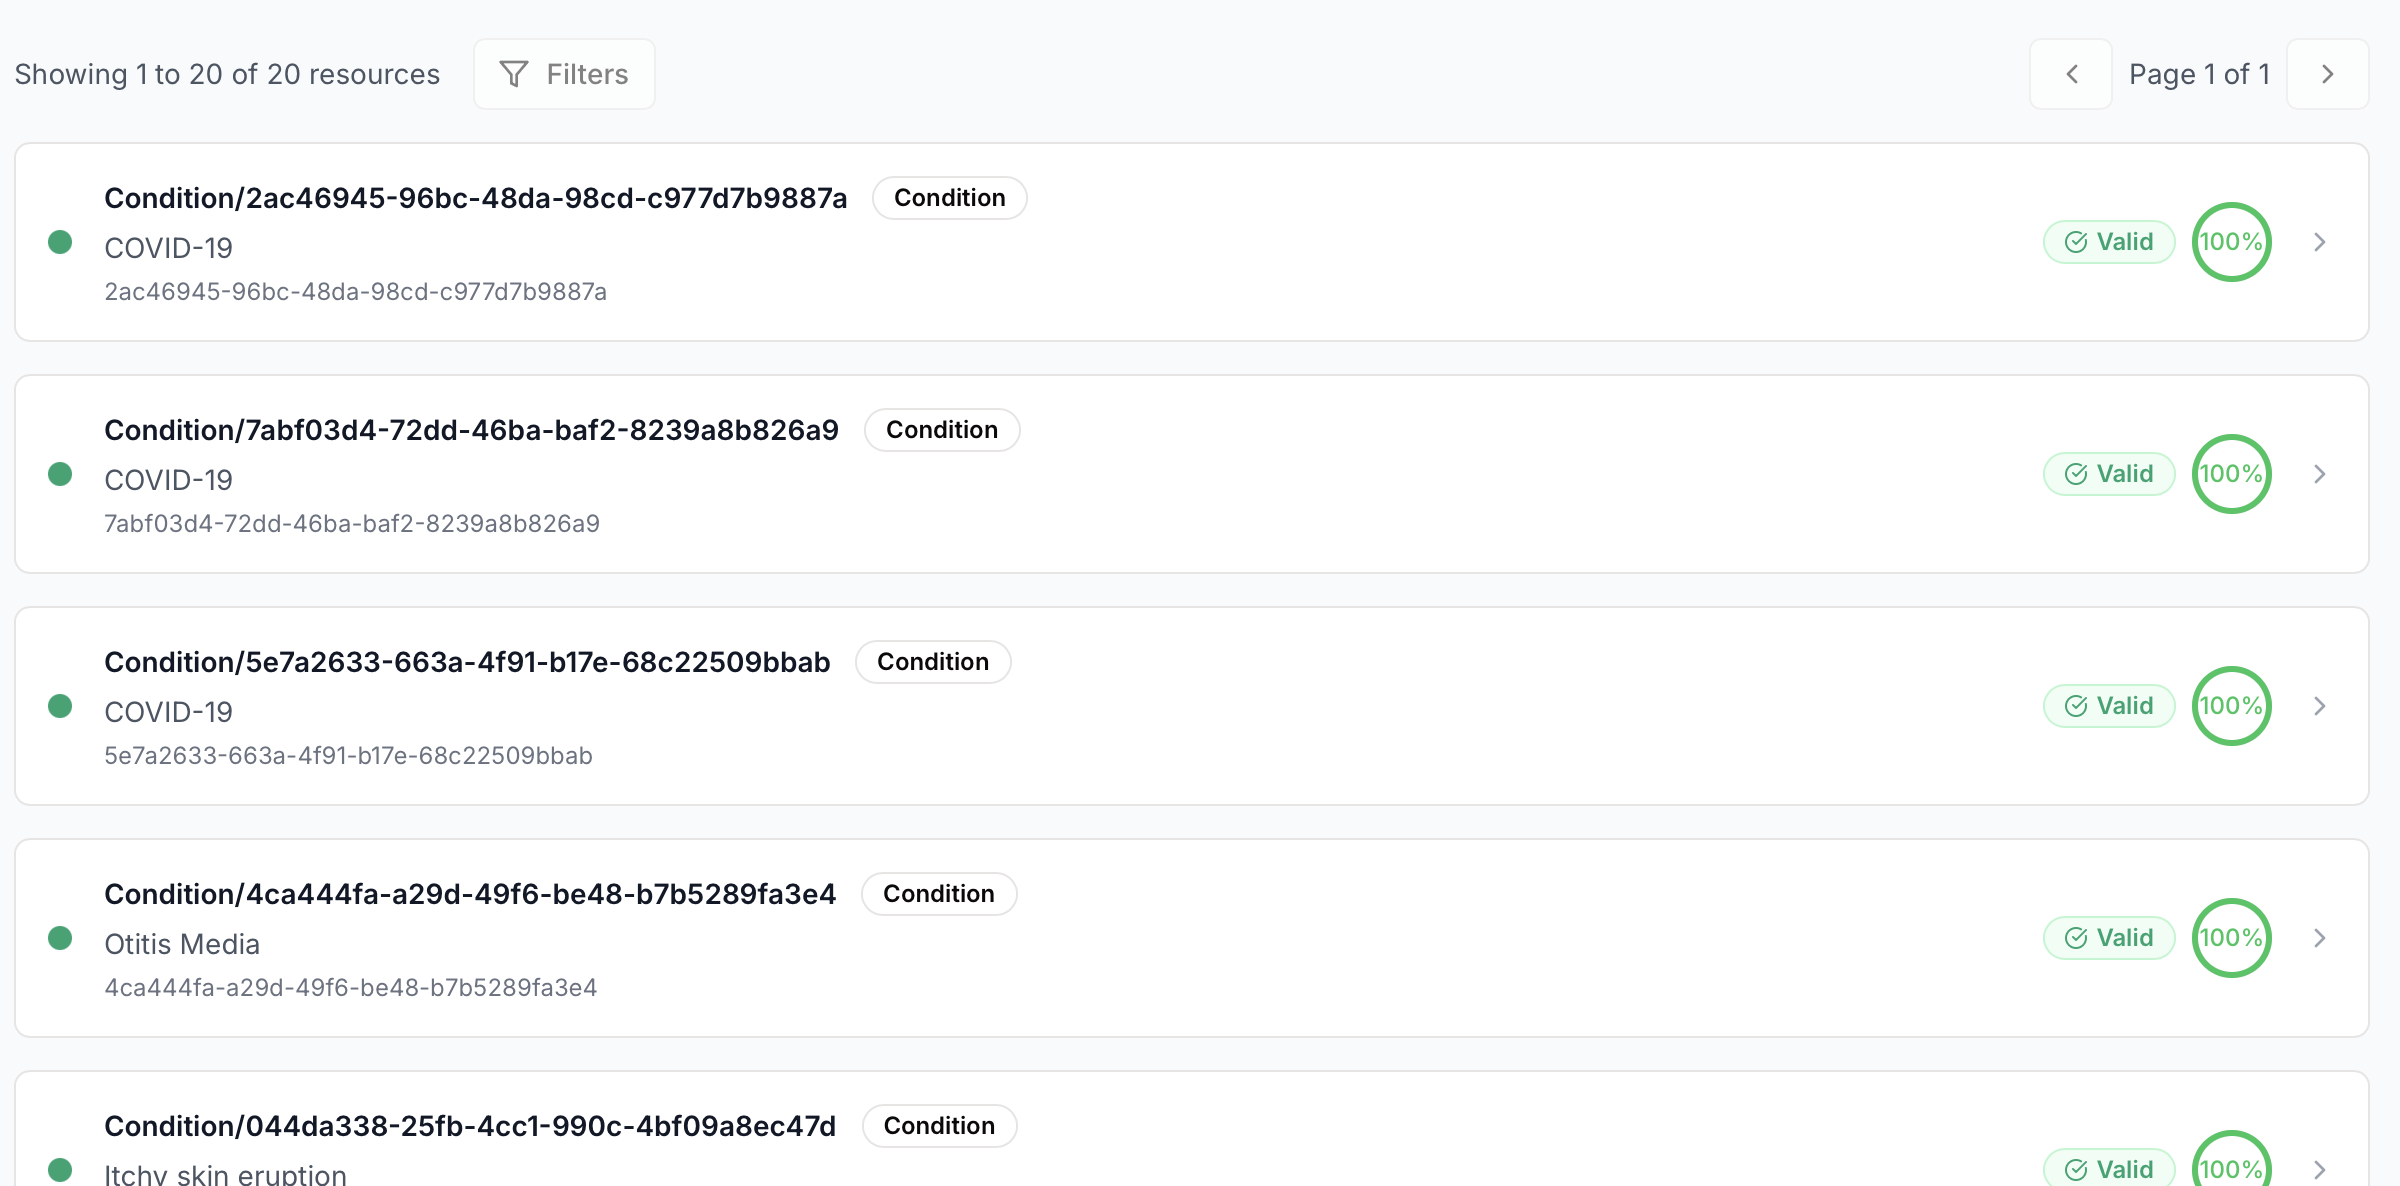 Showing 1 to 20 of 20 resources Filters Page 1 of 1
Condition/2ac46945-96bc-48da-98cd-c977d7b9887a Condition
COVID-19
2ac46945-96bc-48da-98cd-c977d7b9887a
Valid 100%
Condition/7abf03d4-72dd-46ba-baf2-8239a8b826a9 Condition
COVID-19
7abf03d4-72dd-46ba-baf2-8239a8b826a9
Valid 100%
Condition/5e7a2633-663a-4f91-b17e-68c22509bbab Condition
COVID-19
5e7a2633-663a-4f91-b17e-68c22509bbab
Valid 100%
Condition/4ca444fa-a29d-49f6-be48-b7b5289fa3e4 Condition
Otitis Media
4ca444fa-a29d-49f6-be48-b7b5289fa3e4
Valid 100%
Condition/044da338-25fb-4cc1-990c-4bf09a8ec47d Condition
Itchy skin eruption
Valid 100%